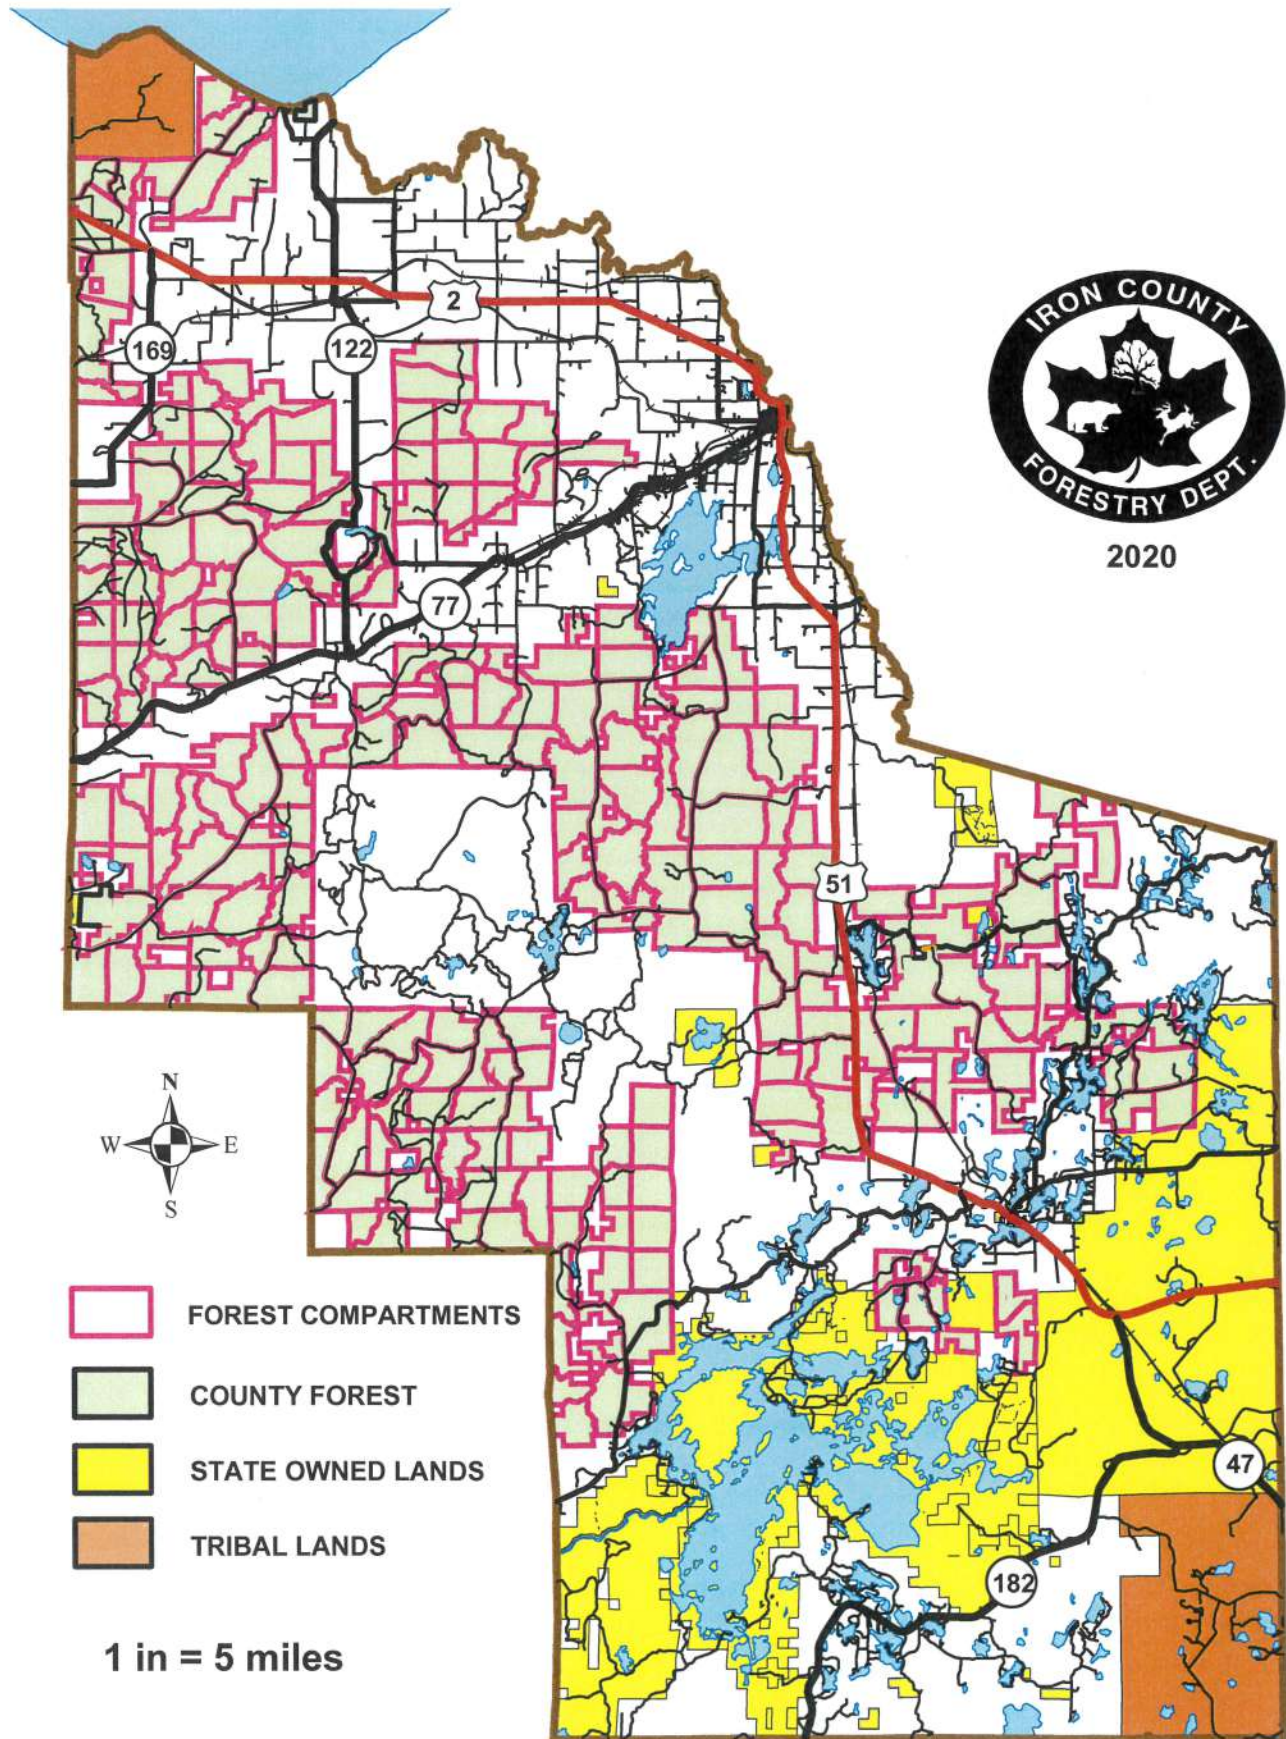 IRON COUNTY
FORESTRY DEPT.
2020
2
169
122
77
51
N
W
E
S
FOREST COMPARTMENTS
COUNTY FOREST
STATE OWNED LANDS
TRIBAL LANDS
47
182
1 in = 5 miles